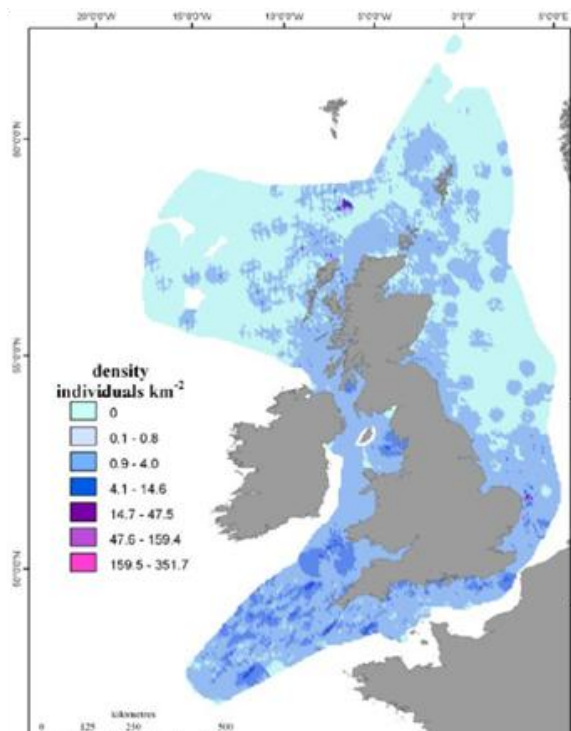 20°0'0"W 15°0'0"W 10°0'0"W 5°0'0"W 0°0'0" 5°0'0"E
60°0'0"N
55°0'0"N
density
individuals km⁻²
0
0.1 - 0.8
0.9 - 4.0
4.1 - 14.6
14.7 - 47.5
47.6 - 159.4
159.5 - 351.7
50°0'0"N
kilometres
0 125 250 500